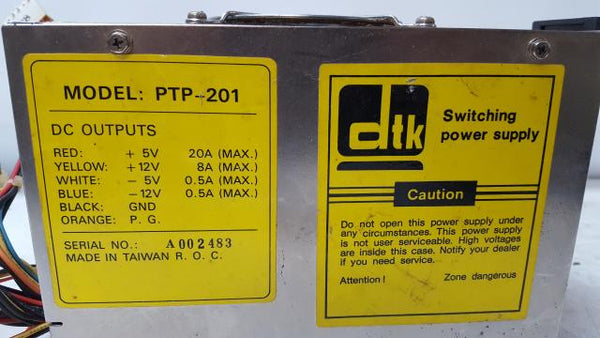 MODEL: PTP-201
DC OUTPUTS
RED: + 5V 20A (MAX.)
YELLOW: +12V 8A (MAX.)
WHITE: - 5V 0.5A (MAX.)
BLUE: -12V 0.5A (MAX.)
BLACK: GND
ORANGE: P. G.
SERIAL NO.: A 002483
MADE IN TAIWAN R. O. C.
dtk
Switching
power supply
Caution
Do not open this power supply under
any circumstances. This power supply
is not user serviceable. High voltages
are inside this case. Notify your dealer
if you need service.
Attention! Zone dangerous